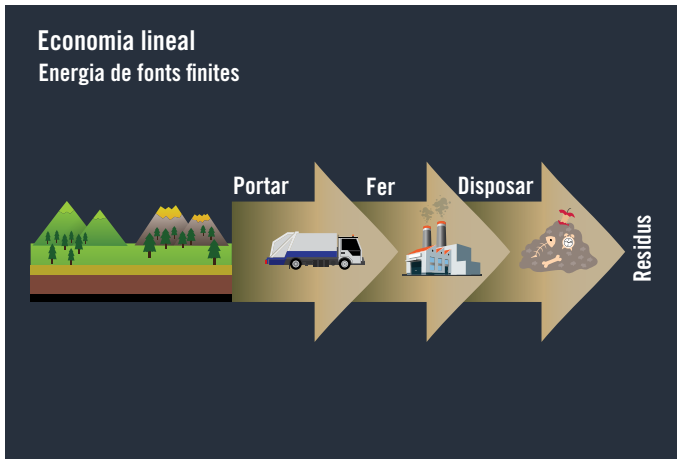 Economia lineal
Energia de fonts finites
Portar
Fer
Disposar
Residus